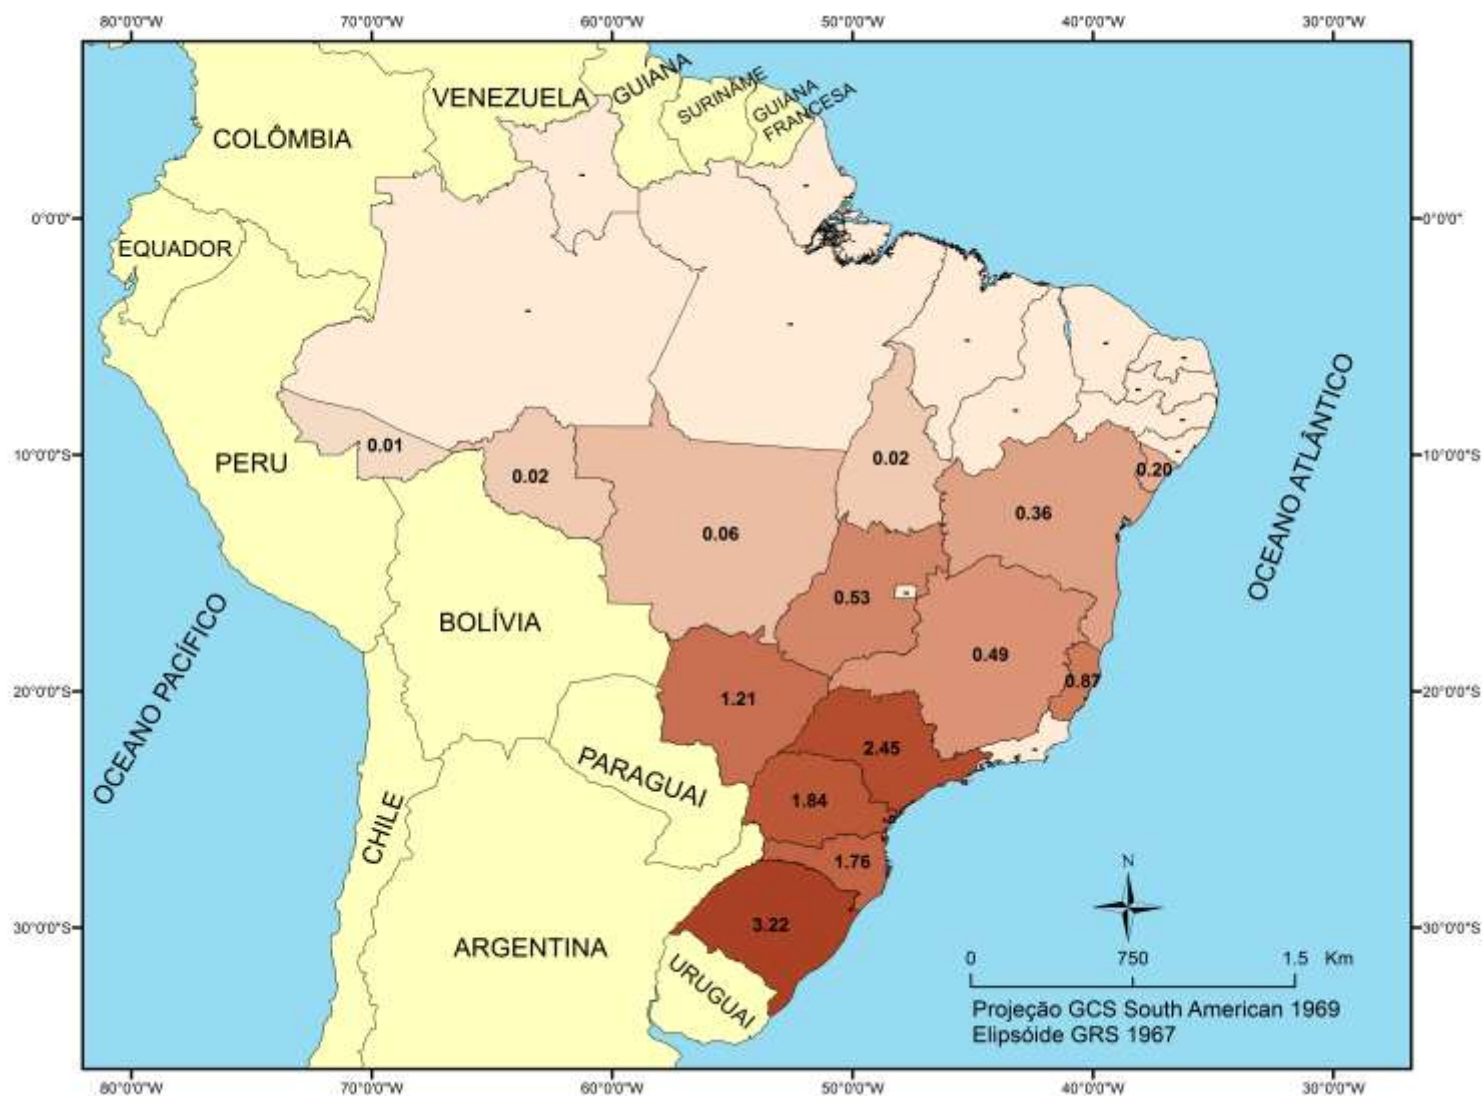 80°0'0"W 70°0'0"W 60°0'0"W 50°0'0"W 40°0'0"W 30°0'0"W
VENEZUELA
GUIANA
SURINAME
GUIANA
FRANCESA
COLÔMBIA
0°0'0" 0°0'0"
EQUADOR
0.01
PERU
0.02
0.02
0.20
10°0'0"S 10°0'0"S
0.06
0.36
OCEANO ATLÂNTICO
0.53
BOLÍVIA
0.49
0.87
OCEANO PACÍFICO
20°0'0"S 20°0'0"S
1.21
2.45
PARAGUAI
1.84
CHILE
1.76
N
3.22
30°0'0"S 30°0'0"S
ARGENTINA
URUGUAI
0 750 1.5 Km
Projeção GCS South American 1969
Elipsóide GRS 1967
80°0'0"W 70°0'0"W 60°0'0"W 50°0'0"W 40°0'0"W 30°0'0"W